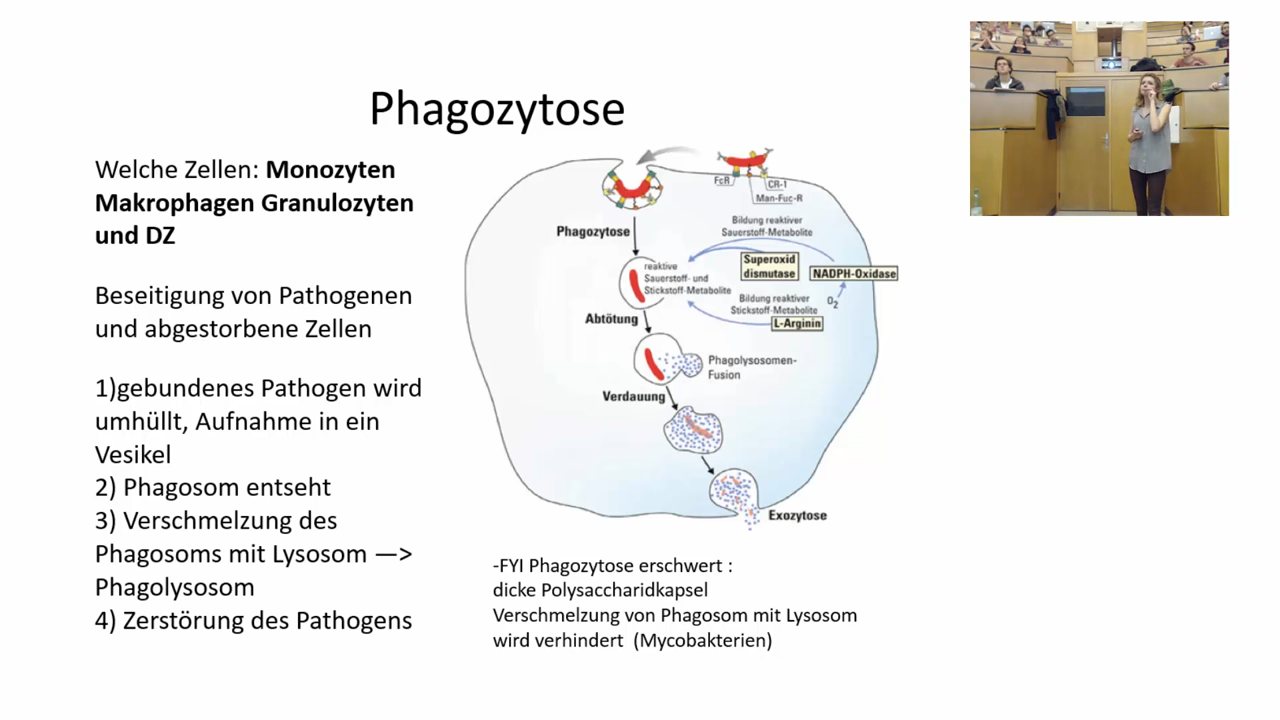 Phagozytose
Welche Zellen: Monozyten
Makrophagen Granulozyten
und DZ
Beseitigung von Pathogenen
und abgestorbene Zellen
1)gebundenes Pathogen wird
umhüllt, Aufnahme in ein
Vesikel
2) Phagosom entseht
3) Verschmelzung des
Phagosoms mit Lysosom —>
Phagolysosom
4) Zerstörung des Pathogens
FcR
CR-1
Man-Fuc-R
Phagozytose
Bildung reaktiver
Sauerstoff-Metabolite
reaktive
Sauerstoff- und
Stickstoff-Metabolite
Superoxid
dismutase
NADPH-Oxidase
O2
Bildung reaktiver
Stickstoff-Metabolite
L-Arginin
Abtötung
Phagolysosomen-
Fusion
Verdauung
Exozytose
-FYI Phagozytose erschwert :
dicke Polysaccharidkapsel
Verschmelzung von Phagosom mit Lysosom
wird verhindert (Mycobakterien)